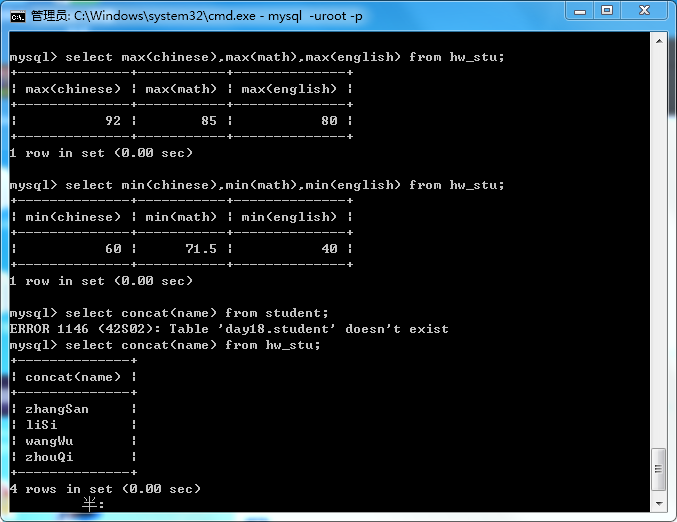 管理员: C:\Windows\system32\cmd.exe - mysql  -uroot -p
mysql> select max(chinese),max(math),max(english) from hw_stu;
+--------------+-----------+--------------+
| max(chinese) | max(math) | max(english) |
+--------------+-----------+--------------+
|           92 |        85 |           80 |
+--------------+-----------+--------------+
1 row in set (0.00 sec)
mysql> select min(chinese),min(math),min(english) from hw_stu;
+--------------+-----------+--------------+
| min(chinese) | min(math) | min(english) |
+--------------+-----------+--------------+
|           60 |      71.5 |           40 |
+--------------+-----------+--------------+
1 row in set (0.00 sec)
mysql> select concat(name) from student;
ERROR 1146 (42S02): Table 'day18.student' doesn't exist
mysql> select concat(name) from hw_stu;
+--------------+
| concat(name) |
+--------------+
| zhangSan     |
| liSi         |
| wangWu       |
| zhouQi       |
+--------------+
4 rows in set (0.00 sec)
半: